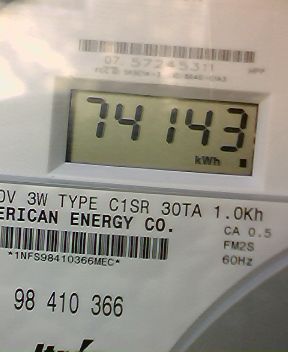 07 57245311
74143
kWh
3W TYPE C1SR 30TA 1.0Kh
ERICAN ENERGY CO.
CA 0.5
*1NFS98410366MEC*
FM2S
60Hz
98 410 366